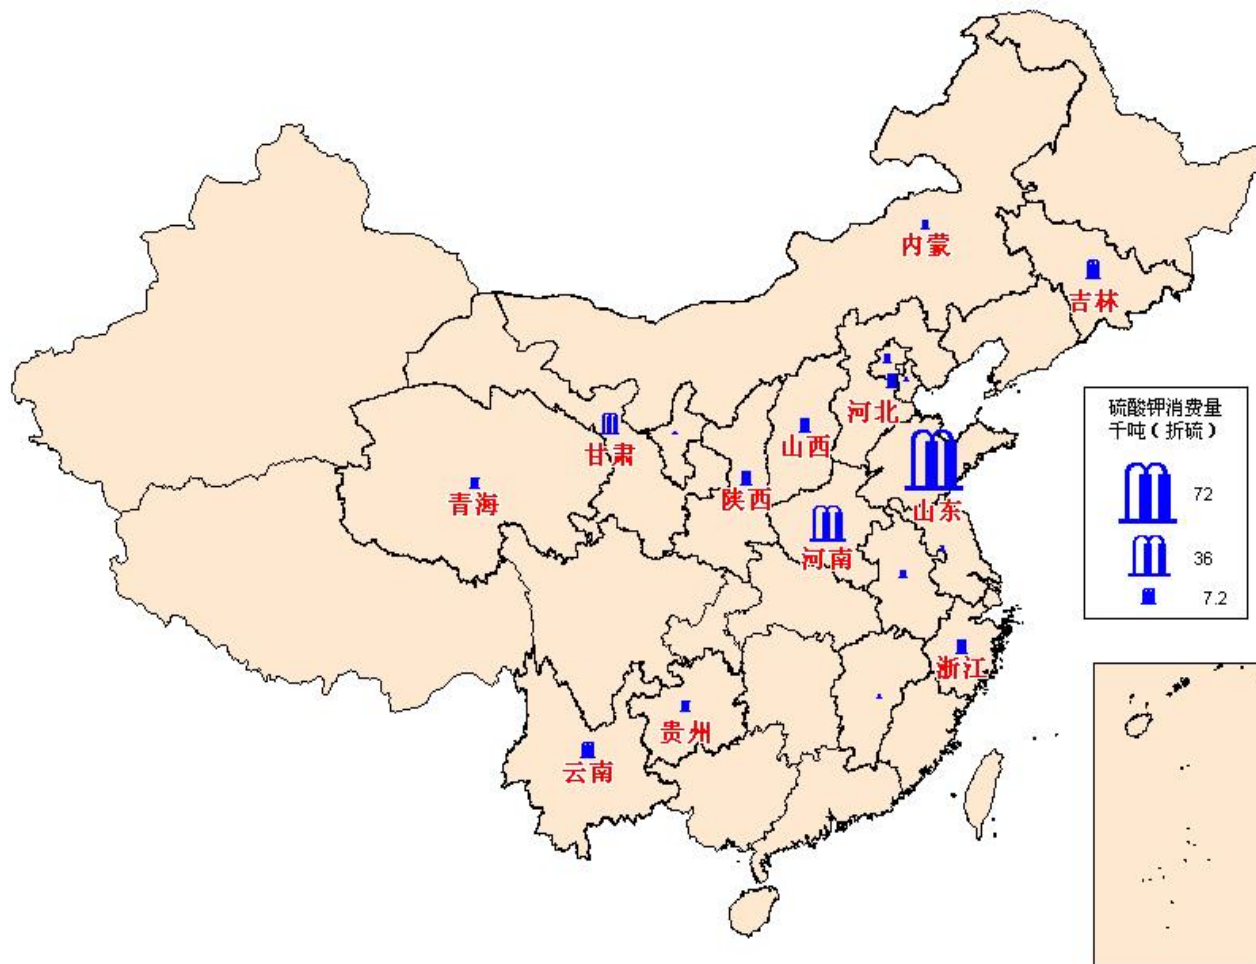 内蒙
吉林
河北
硫酸钾消费量
千吨（折硫）
甘肃
山西
72
青海
陕西
山东
河南
36
7.2
浙江
贵州
云南